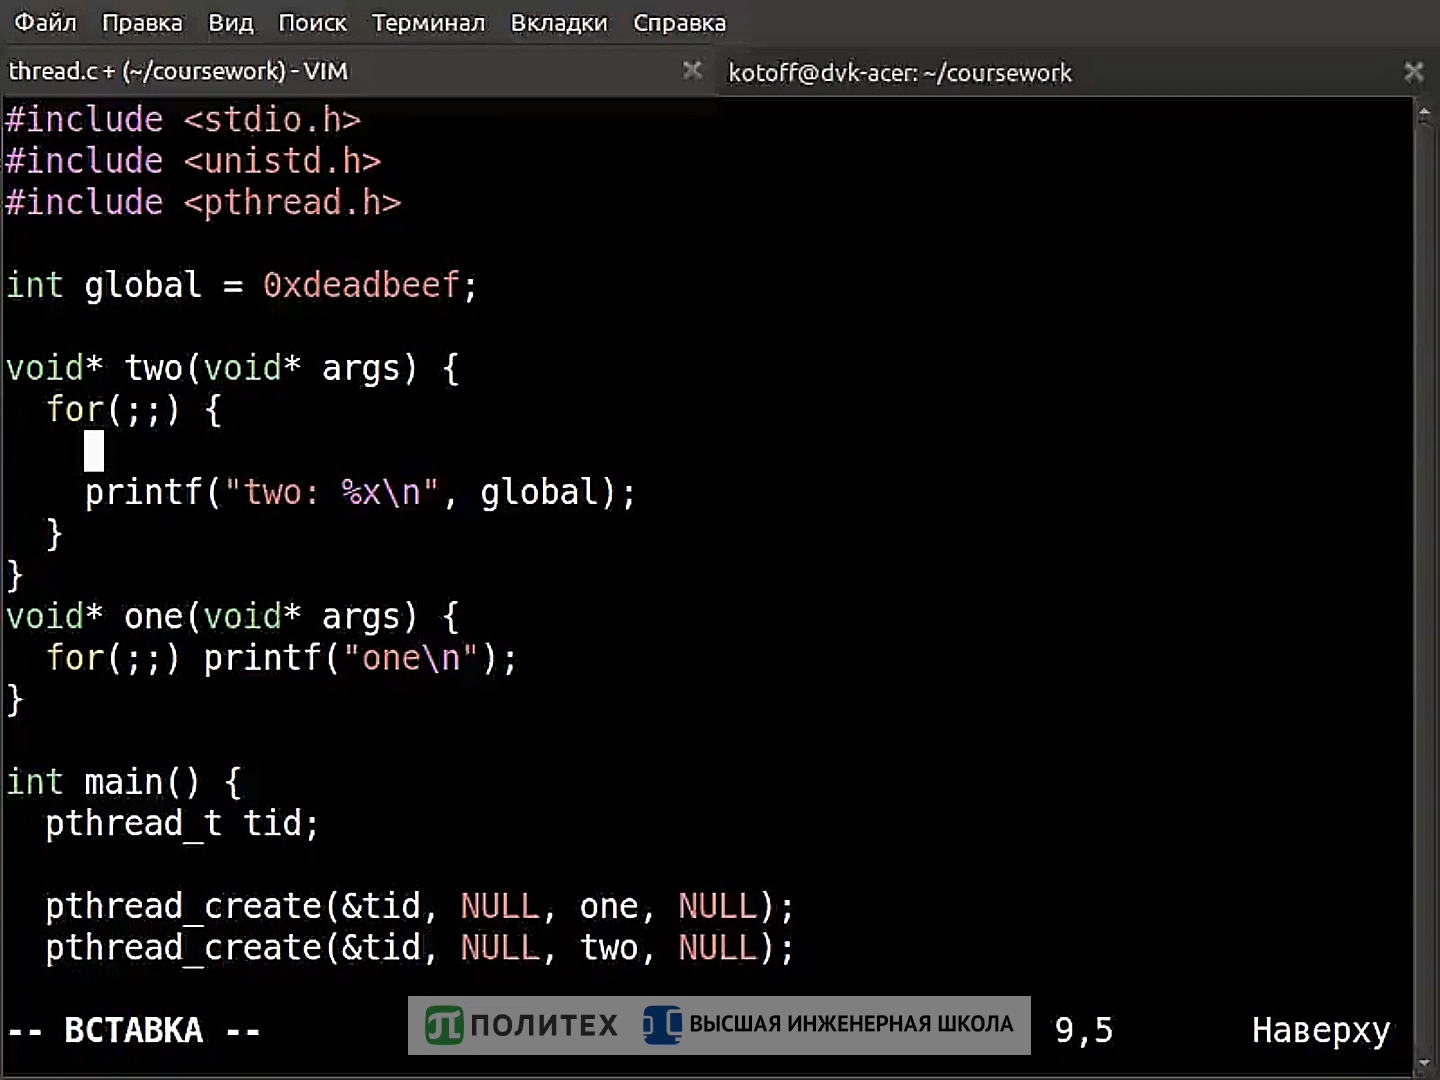 Файл Правка Вид Поиск Терминал Вкладки Справка
thread.c + (~/coursework) - VIM
kotoff@dvk-acer: ~/coursework
#include <stdio.h>
#include <unistd.h>
#include <pthread.h>
int global = 0xdeadbeef;
void* two(void* args) {
for(;;) {
printf("two: %x\n", global);
}
}
void* one(void* args) {
for(;;) printf("one\n");
}
int main() {
pthread_t tid;
pthread_create(&tid, NULL, one, NULL);
pthread_create(&tid, NULL, two, NULL);
-- ВСТАВКА -- 9,5 Наверху
ПОЛИТЕХ ВЫСШАЯ ИНЖЕНЕРНАЯ ШКОЛА